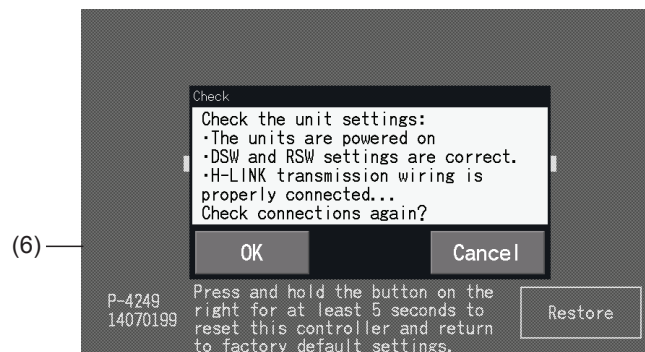 Check
Check the unit settings:
·The units are powered on
·DSW and RSW settings are correct.
·H-LINK transmission wiring is
properly connected...
Check connections again?
OK
Cancel
(6)
P-4249
14070199
Press and hold the button on the
right for at least 5 seconds to
reset this controller and return
to factory default settings.
Restore